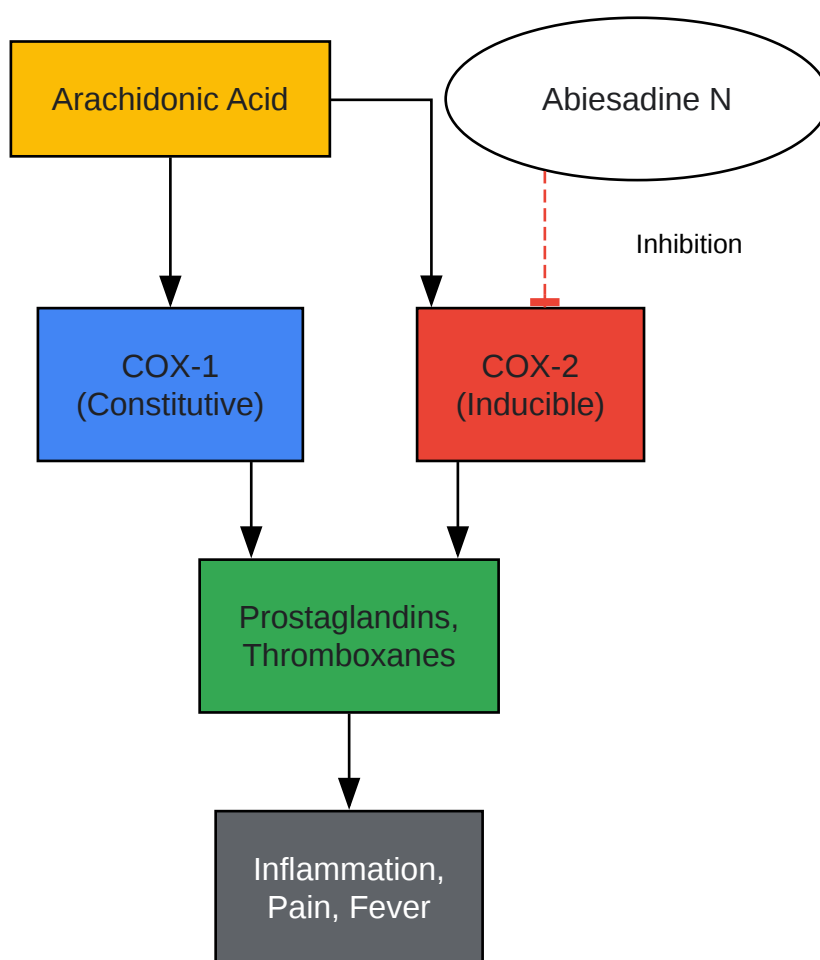 Arachidonic Acid
Abiesadine N
Inhibition
COX-1
(Constitutive)
COX-2
(Inducible)
Prostaglandins,
Thromboxanes
Inflammation,
Pain, Fever